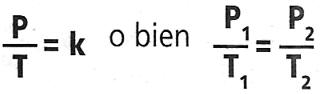 P/T = k o bien P₁/T₁ = P₂/T₂